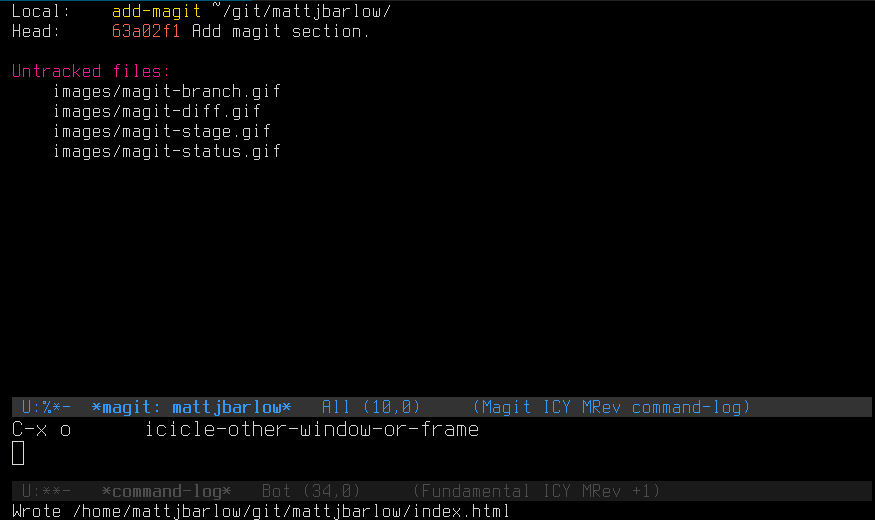 Local:    add-magit ~/git/mattjbarlow/
Head:     63a02f1 Add magit section.
Untracked files:
    images/magit-branch.gif
    images/magit-diff.gif
    images/magit-stage.gif
    images/magit-status.gif
U:%*-  *magit: mattjbarlow*   All (10,0)     (Magit ICY MRev command-log)
C-x o       icicle-other-window-or-frame
U:**-   *command-log*   Bot (34,0)     (Fundamental ICY MRev +1)
Wrote /home/mattjbarlow/git/mattjbarlow/index.html